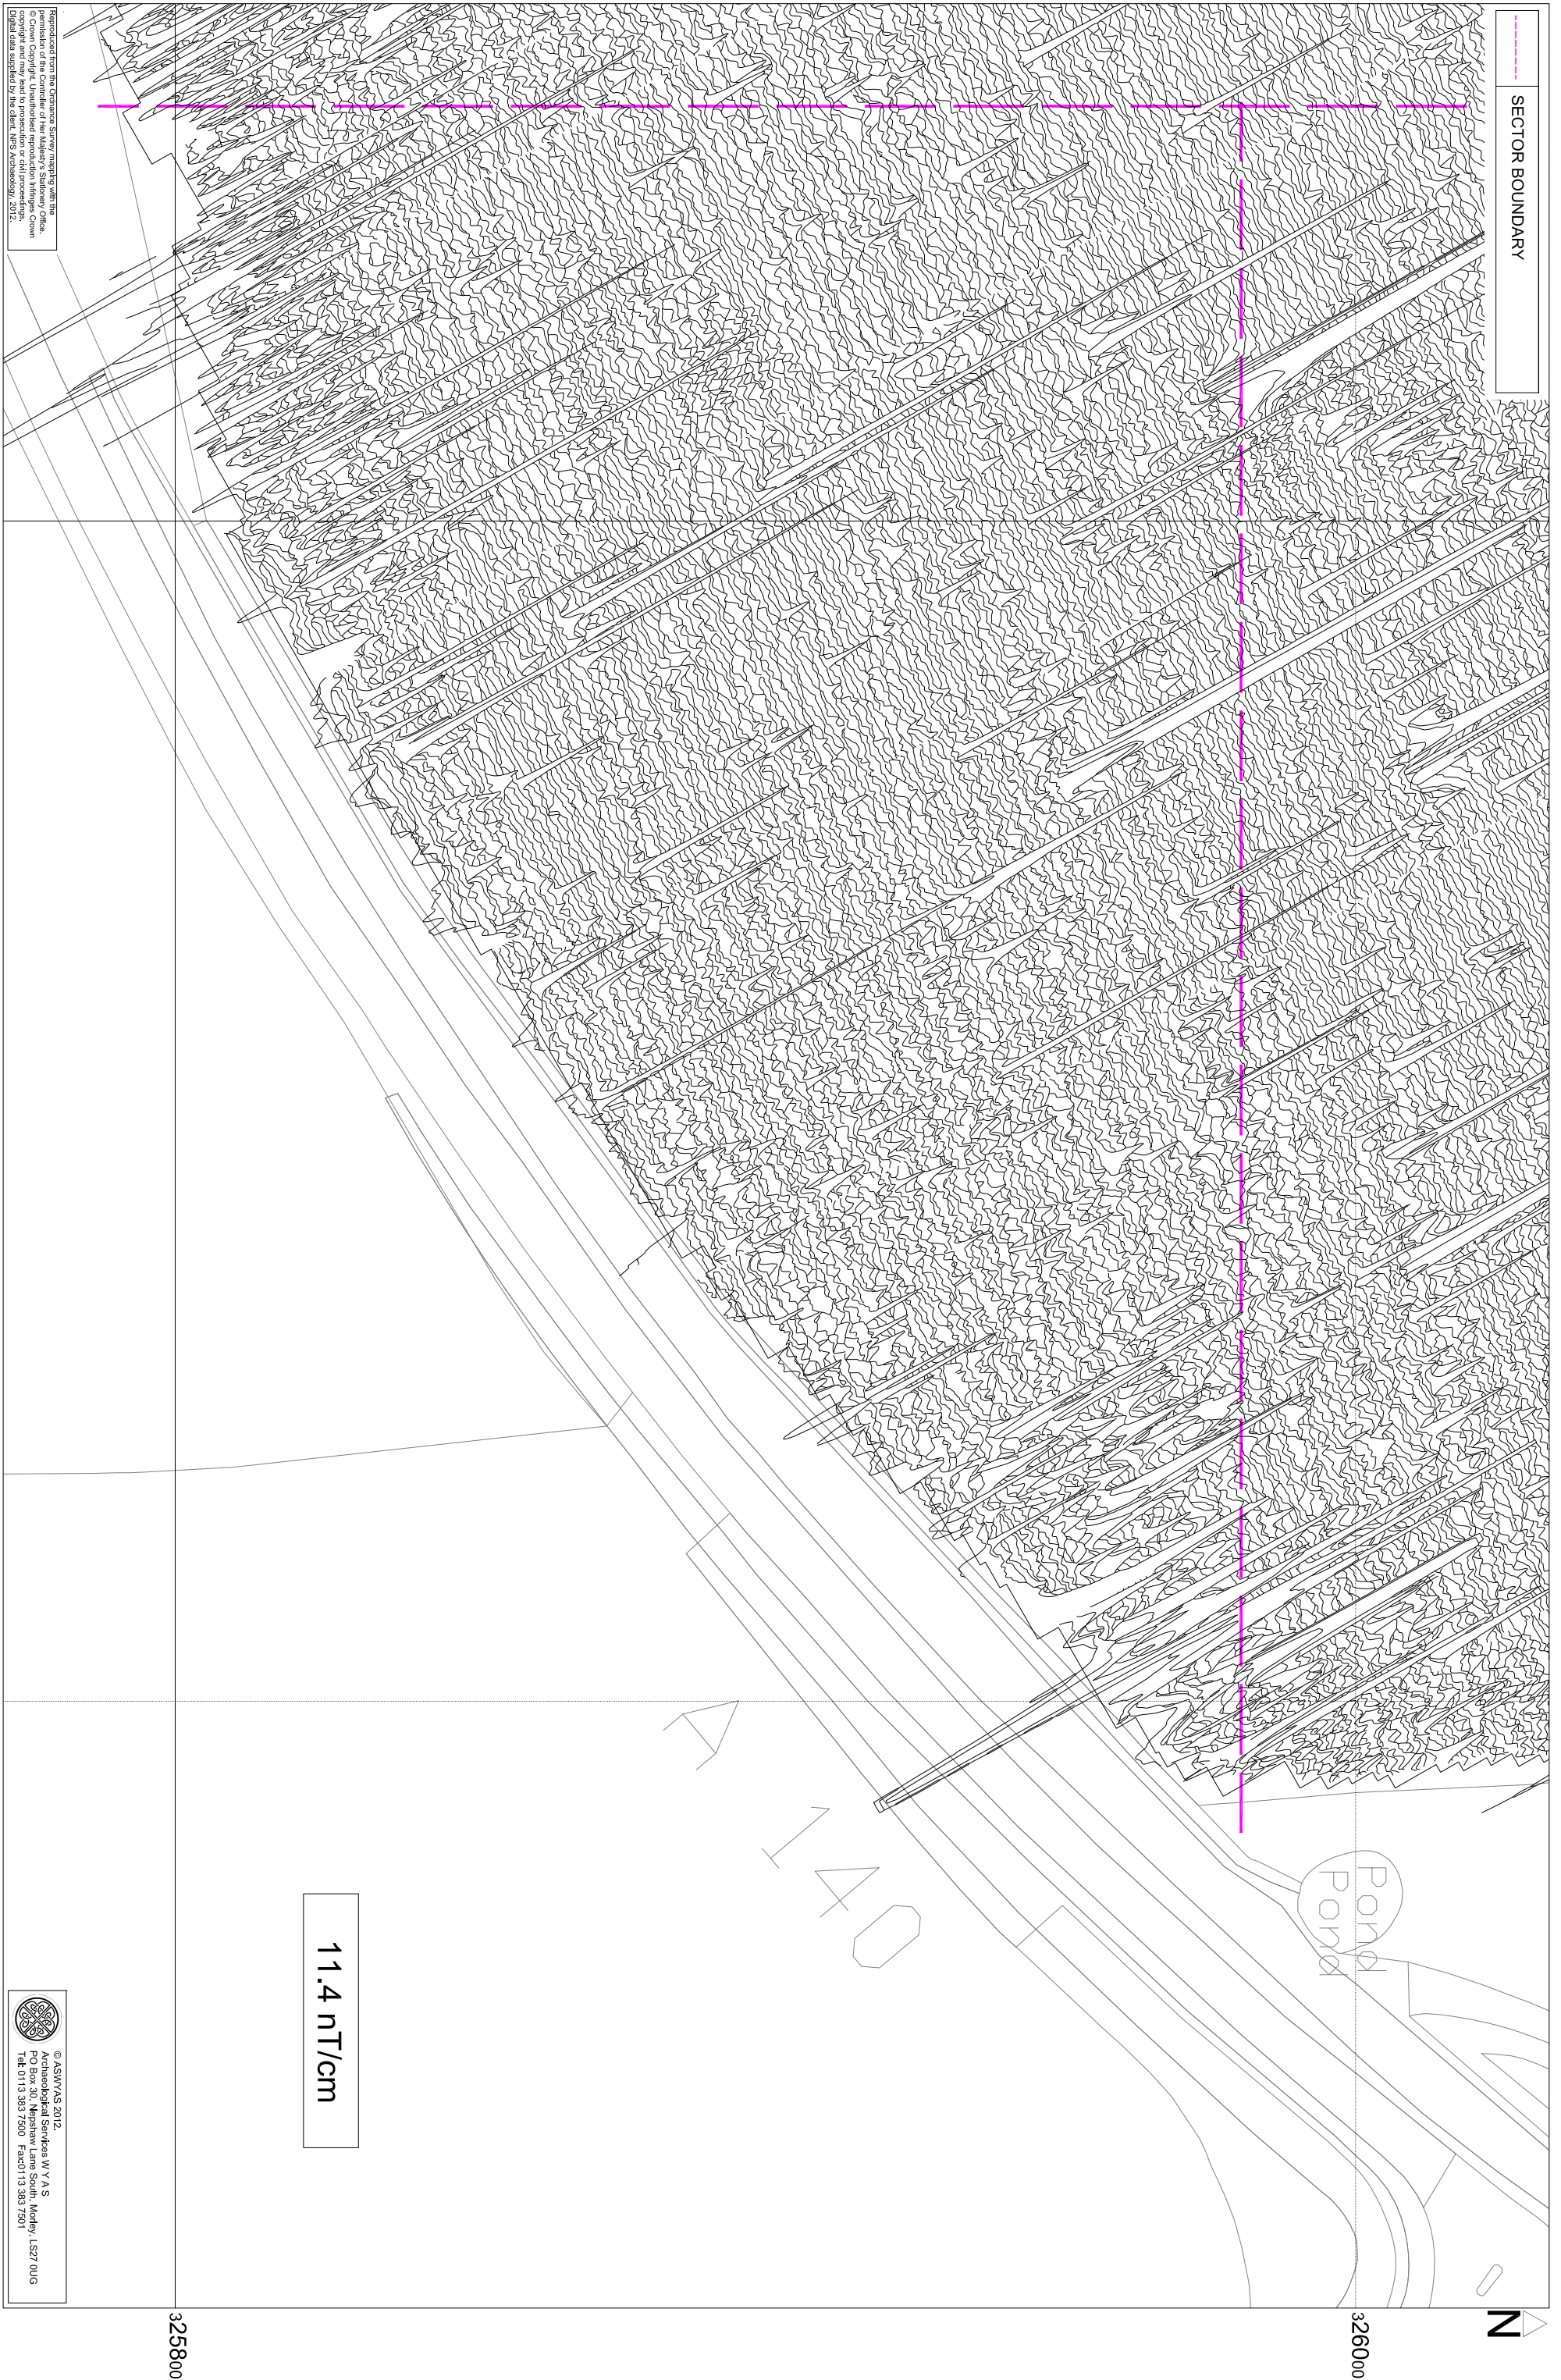 SECTOR BOUNDARY
N
326000
325800
Pond
Pond
A 140
11.4 nT/cm
Reproduced from the Ordnance Survey mapping with the
permission of the Controller of Her Majesty's Stationery Office.
© Crown Copyright. Unauthorised reproduction infringes Crown
copyright and may lead to prosecution or civil proceedings.
Digital data supplied by the client, NPS Archaeology, 2012.
© ASWYAS 2012.
Archaeological Services W Y A S
PO Box 30, Nepshaw Lane South, Morley, LS27 0UG
Tel: 0113 383 7500 Fax:0113 383 7501